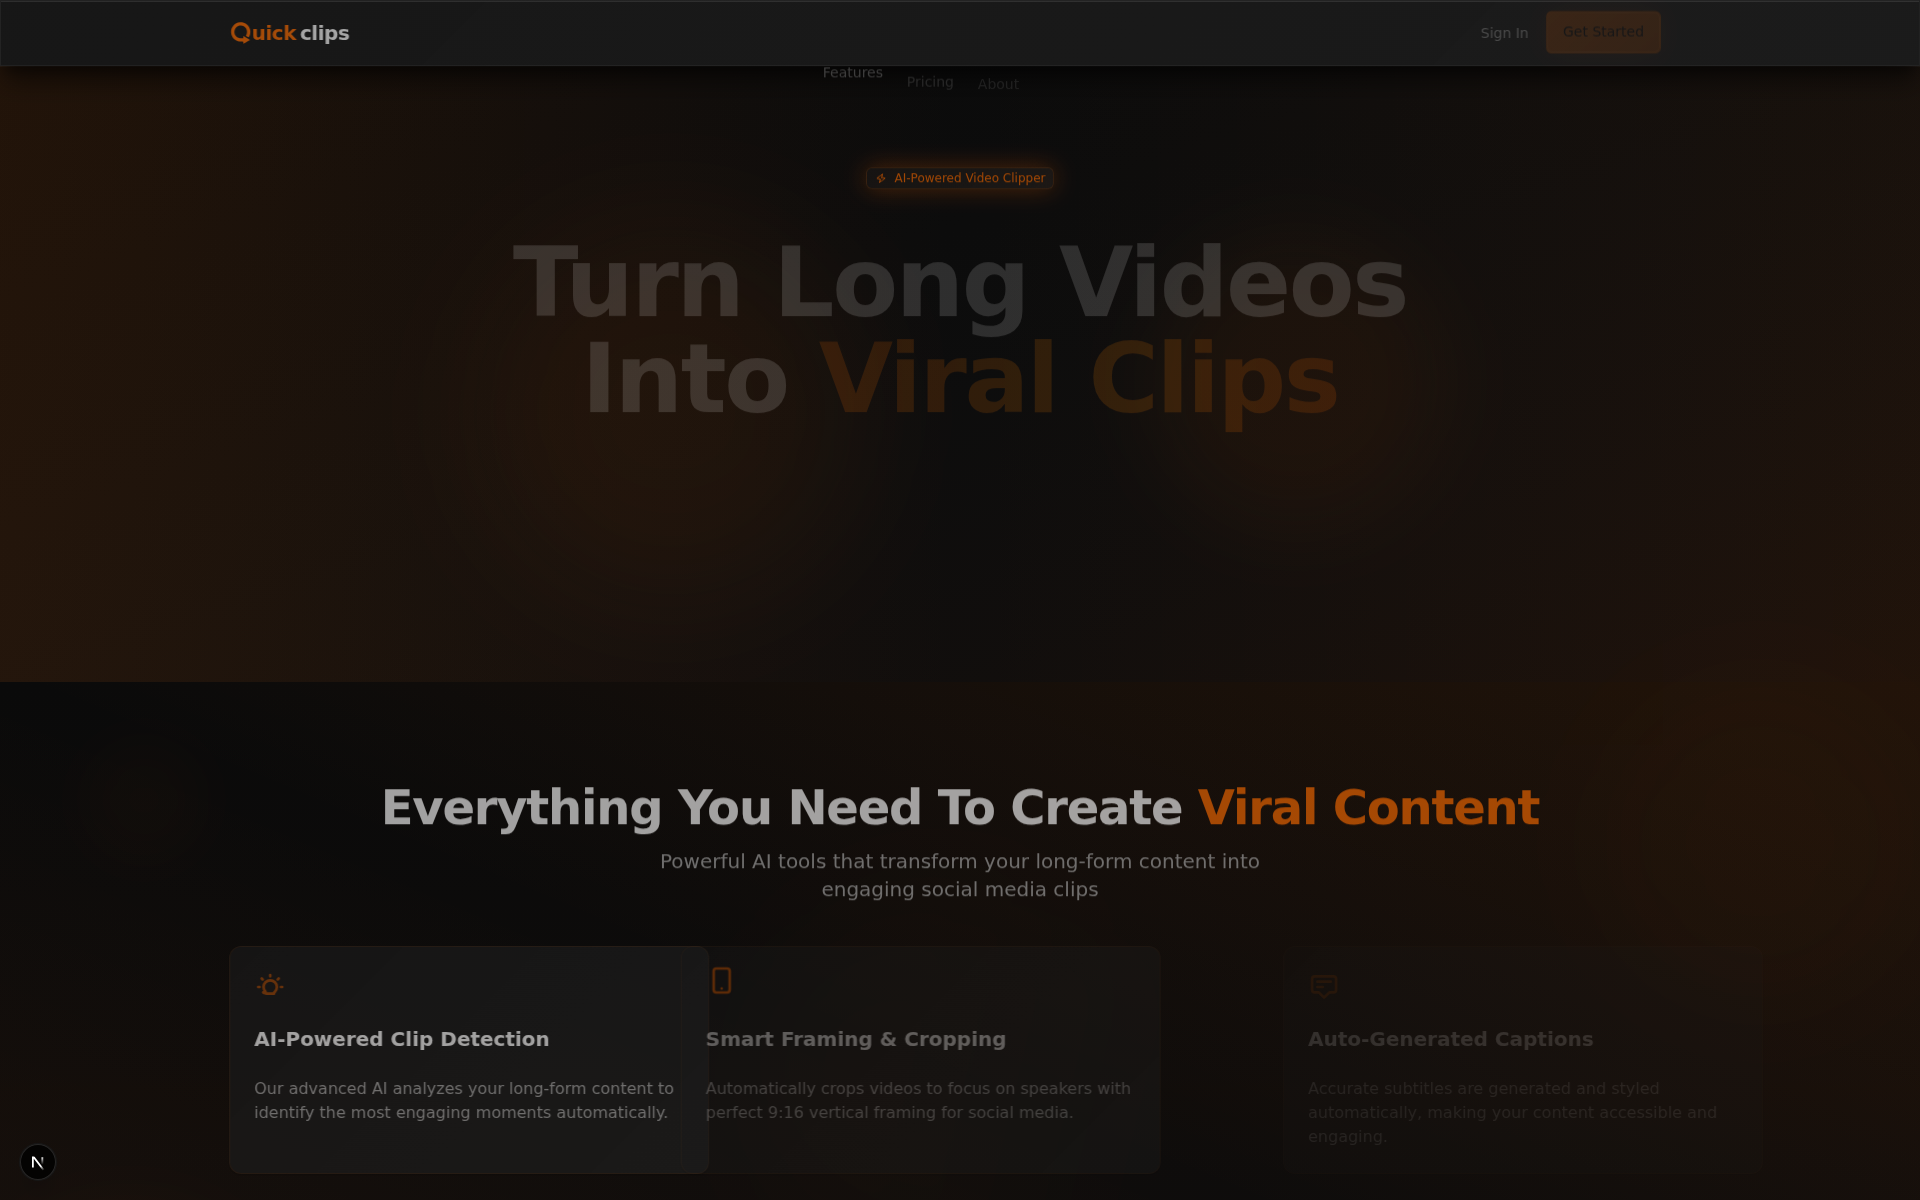 Quick clips
Sign In
Get Started
Features
Pricing
About
AI-Powered Video Clipper
Turn Long Videos
Into Viral Clips
Everything You Need To Create Viral Content
Powerful AI tools that transform your long-form content into
engaging social media clips
AI-Powered Clip Detection
Our advanced AI analyzes your long-form content to
identify the most engaging moments automatically.
Smart Framing & Cropping
Automatically crops videos to focus on speakers with
perfect 9:16 vertical framing for social media.
Auto-Generated Captions
Accurate subtitles are generated and styled
automatically, making your content accessible and
engaging.
N